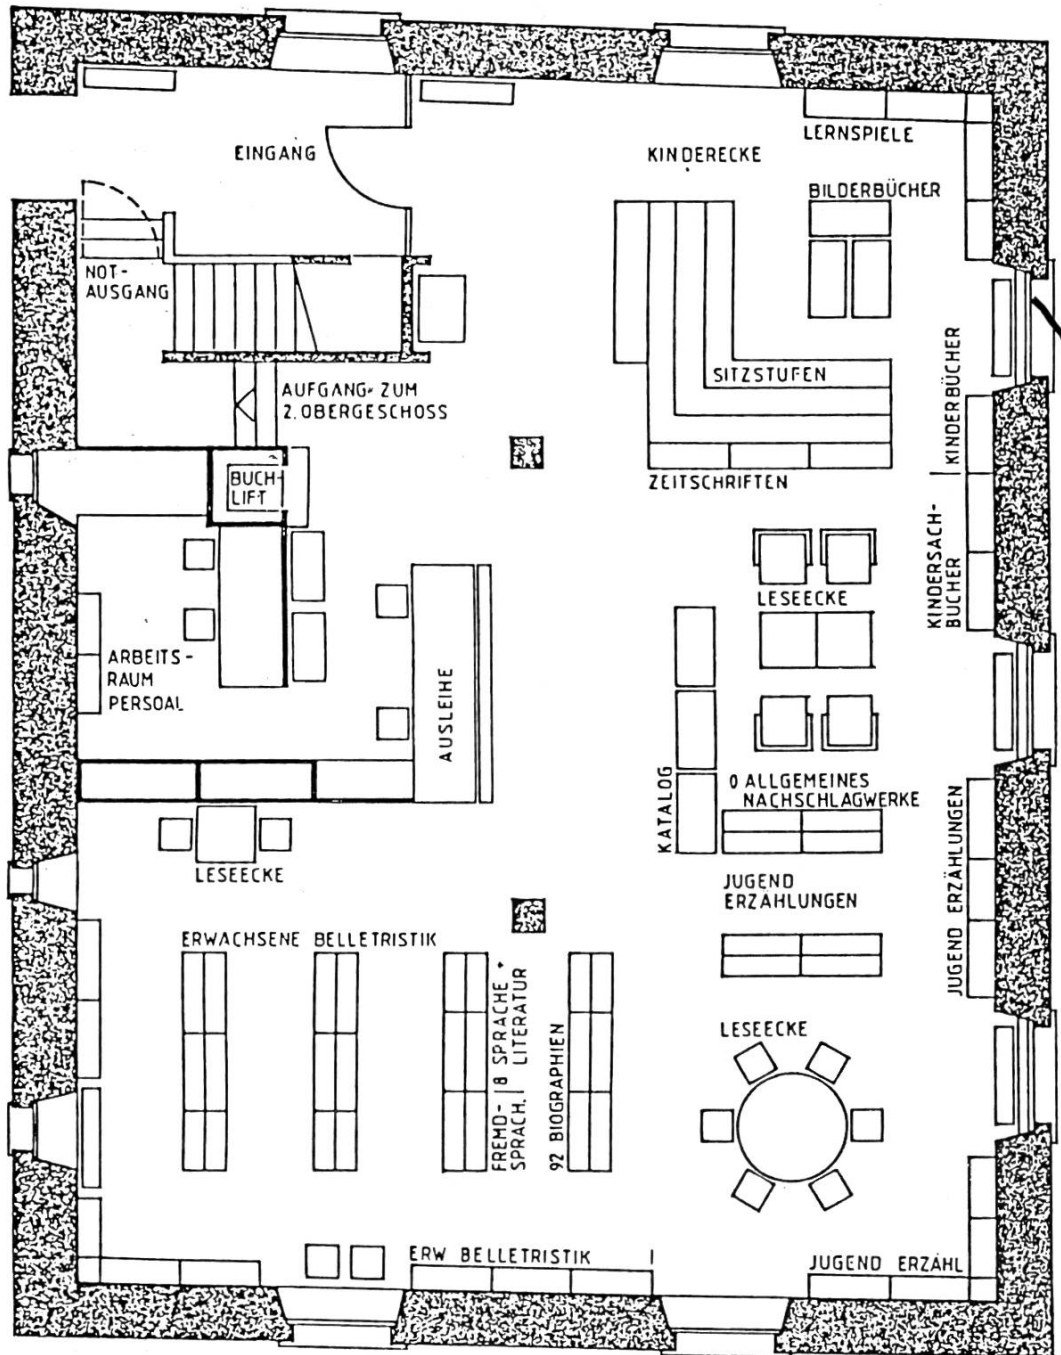 LERNSPIELE
EINGANG
KINDERECKE
BILDERBÜCHER
NOT-
AUSGANG
SITZSTUFEN
AUFGANG ZUM
2. OBERGESCHOSS
KINDERBÜCHER
BUCH-
LIFT
ZEITSCHRIFTEN
KINDERSACH-
BÜCHER
LESEECKE
ARBEITS-
RAUM
PERSOAL
AUSLEIHE
KATALOG
0 ALLGEMEINES
NACHSCHLAGWERKE
JUGEND ERZÄHLUNGEN
LESEECKE
JUGEND
ERZÄHLUNGEN
ERWACHSENE BELLETRISTIK
FREMD- 8 SPRACHE +
SPRACH. LITERATUR
92 BIOGRAPHIEN
LESEECKE
ERW BELLETRISTIK
JUGEND ERZÄHL